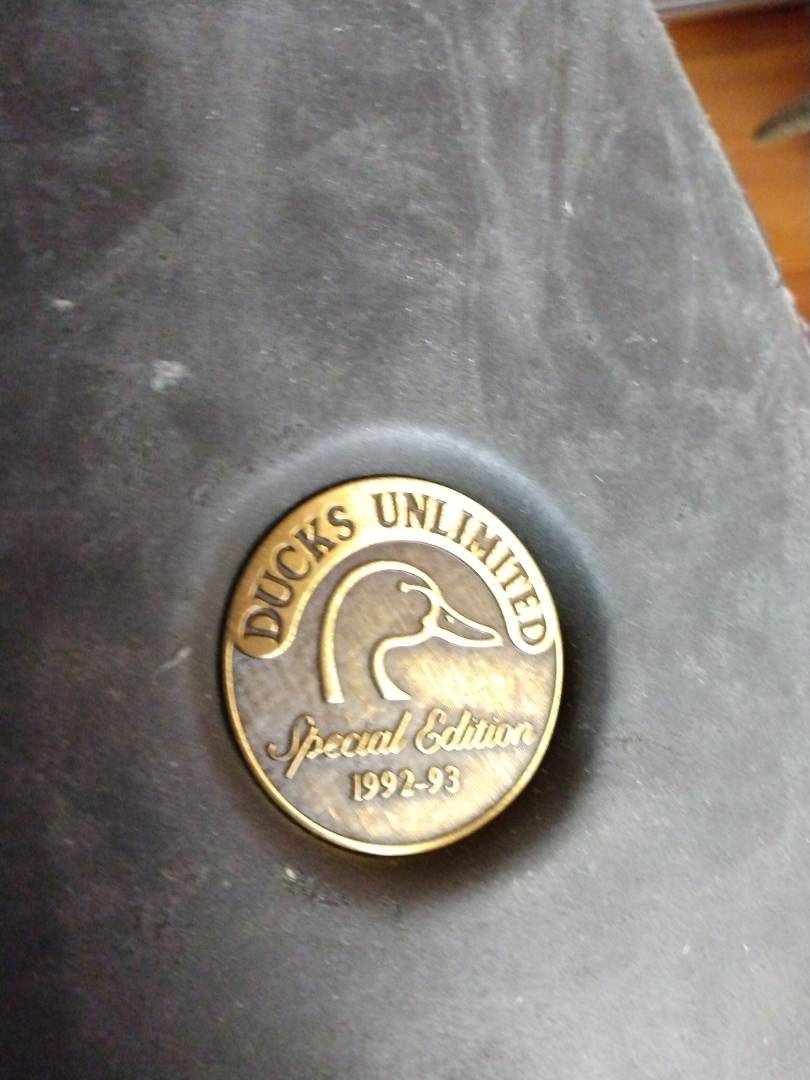 DUCKS UNLIMITED
Special Edition
1992-93